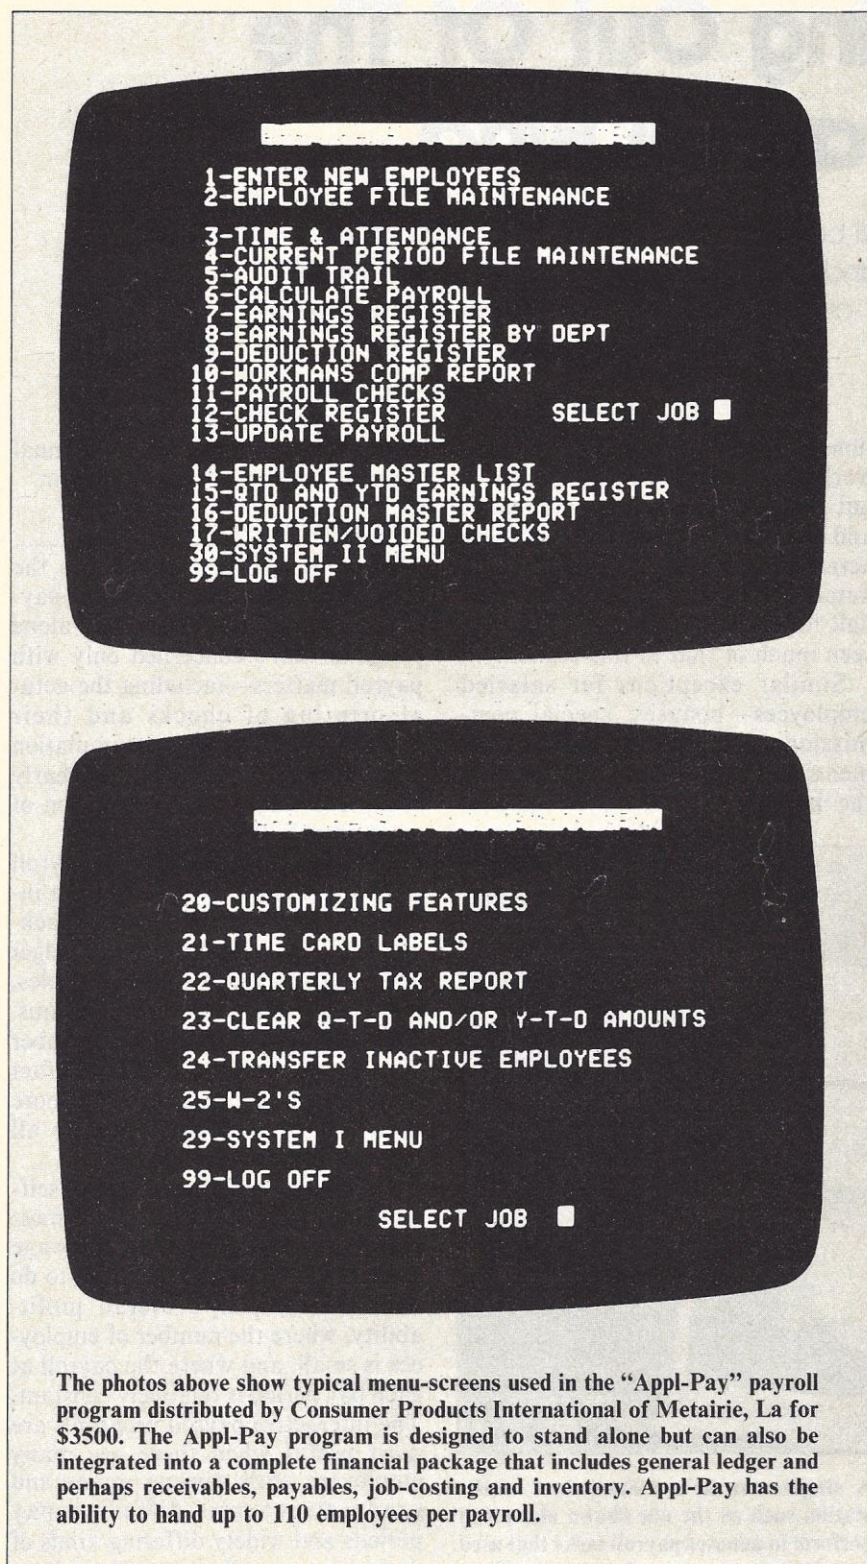 1-ENTER NEW EMPLOYEES
2-EMPLOYEE FILE MAINTENANCE
3-TIME & ATTENDANCE
4-CURRENT PERIOD FILE MAINTENANCE
5-AUDIT TRAIL
6-CALCULATE PAYROLL
7-EARNINGS REGISTER
8-EARNINGS REGISTER BY DEPT
9-DEDUCTION REGISTER
10-WORKMANS COMP REPORT
11-PAYROLL CHECKS
12-CHECK REGISTER SELECT JOB
13-UPDATE PAYROLL
14-EMPLOYEE MASTER LIST
15-QTD AND YTD EARNINGS REGISTER
16-DEDUCTION MASTER REPORT
17-WRITTEN/VOIDED CHECKS
30-SYSTEM II MENU
99-LOG OFF
20-CUSTOMIZING FEATURES
21-TIME CARD LABELS
22-QUARTERLY TAX REPORT
23-CLEAR Q-T-D AND/OR Y-T-D AMOUNTS
24-TRANSFER INACTIVE EMPLOYEES
25-W-2'S
29-SYSTEM I MENU
99-LOG OFF
SELECT JOB
The photos above show typical menu-screens used in the “Appl-Pay” payroll
program distributed by Consumer Products International of Metairie, La for
$3500. The Appl-Pay program is designed to stand alone but can also be
integrated into a complete financial package that includes general ledger and
perhaps receivables, payables, job-costing and inventory. Appl-Pay has the
ability to hand up to 110 employees per payroll.